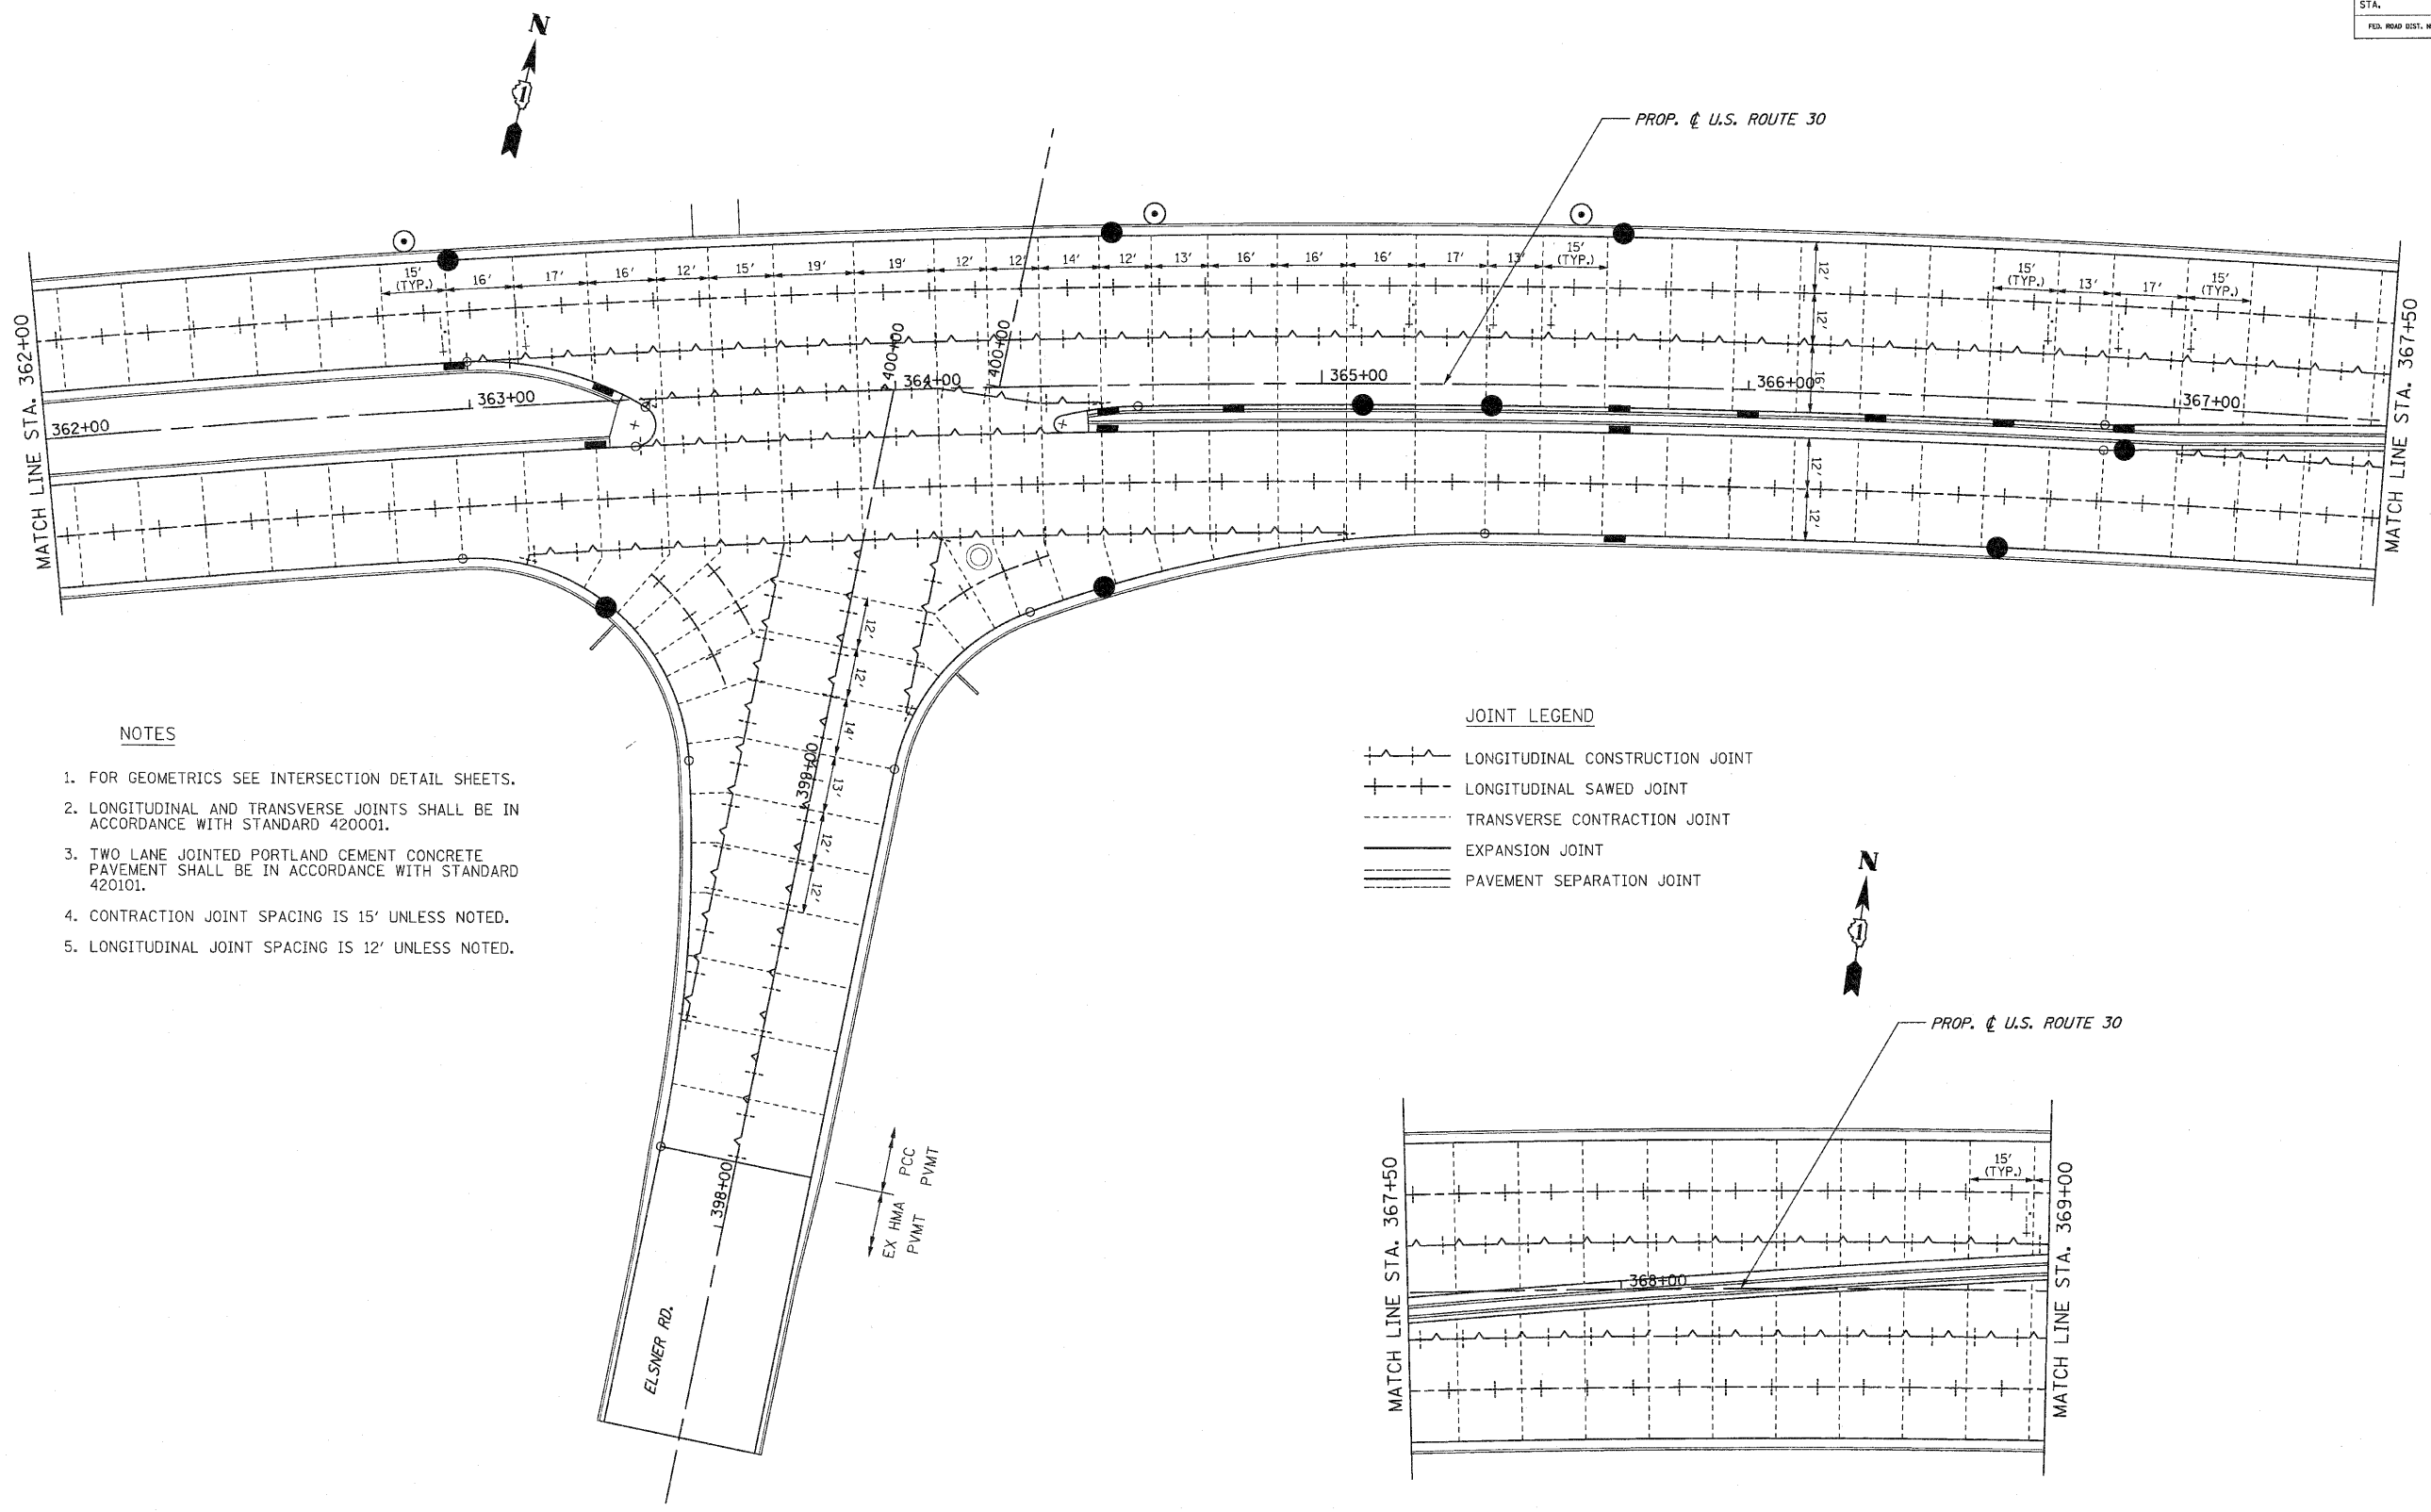 STA.
FED. ROAD DIST. N
N
1
PROP. ℄ U.S. ROUTE 30
15'
(TYP.)
16'
17'
16'
12'
15'
19'
19'
12'
12'
14'
12'
13'
16'
16'
16'
17'
13'
15'
(TYP.)
12'
12'
16'
15'
(TYP.)
13'
17'
15'
(TYP.)
MATCH LINE STA. 362+00
MATCH LINE STA. 367+50
362+00
363+00
400+00
364+00
400+00
365+00
366+00
367+00
12'
12'
12'
12'
14'
13'
12'
12'
399+00
398+00
PCC
PVMT
EX HMA
PVMT
ELSNER RD.
NOTES
1. FOR GEOMETRICS SEE INTERSECTION DETAIL SHEETS.
2. LONGITUDINAL AND TRANSVERSE JOINTS SHALL BE IN
ACCORDANCE WITH STANDARD 420001.
3. TWO LANE JOINTED PORTLAND CEMENT CONCRETE
PAVEMENT SHALL BE IN ACCORDANCE WITH STANDARD
420101.
4. CONTRACTION JOINT SPACING IS 15' UNLESS NOTED.
5. LONGITUDINAL JOINT SPACING IS 12' UNLESS NOTED.
JOINT LEGEND
LONGITUDINAL CONSTRUCTION JOINT
LONGITUDINAL SAWED JOINT
TRANSVERSE CONTRACTION JOINT
EXPANSION JOINT
PAVEMENT SEPARATION JOINT
N
1
PROP. ℄ U.S. ROUTE 30
15'
(TYP.)
MATCH LINE STA. 367+50
368+00
MATCH LINE STA. 369+00